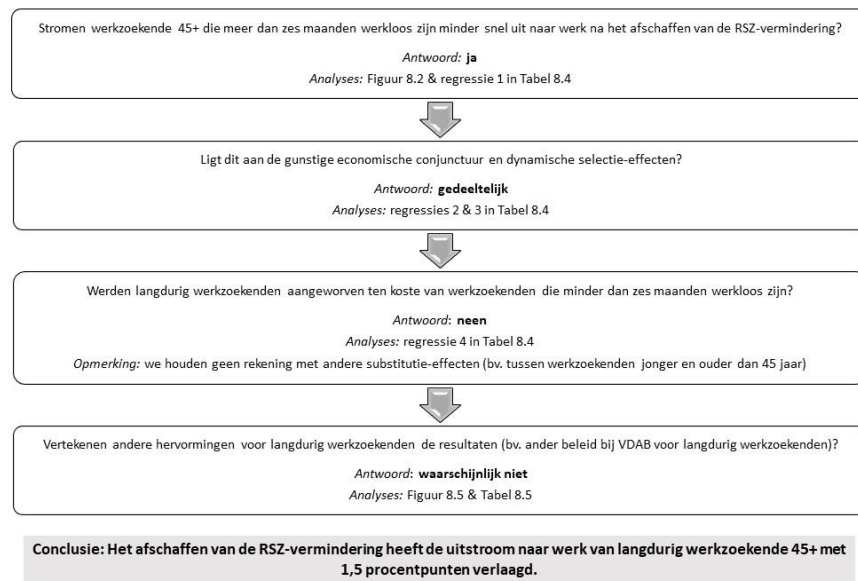 Stromen werkzoekende 45+ die meer dan zes maanden werkloos zijn minder snel uit naar werk na het afschaffen van de RSZ-vermindering?
Antwoord: ja
Analyses: Figuur 8.2 & regressie 1 in Tabel 8.4
Ligt dit aan de gunstige economische conjunctuur en dynamische selectie-effecten?
Antwoord: gedeeltelijk
Analyses: regressies 2 & 3 in Tabel 8.4
Werden langdurig werkzoekenden aangeworven ten koste van werkzoekenden die minder dan zes maanden werkloos zijn?
Antwoord: neen
Analyses: regressie 4 in Tabel 8.4
Opmerking: we houden geen rekening met andere substitutie-effecten (bv. tussen werkzoekenden jonger en ouder dan 45 jaar)
Vertekenen andere hervormingen voor langdurig werkzoekenden de resultaten (bv. ander beleid bij VDAB voor langdurig werkzoekenden)?
Antwoord: waarschijnlijk niet
Analyses: Figuur 8.5 & Tabel 8.5
Conclusie: Het afschaffen van de RSZ-vermindering heeft de uitstroom naar werk van langdurig werkzoekende 45+ met
1,5 procentpunten verlaagd.